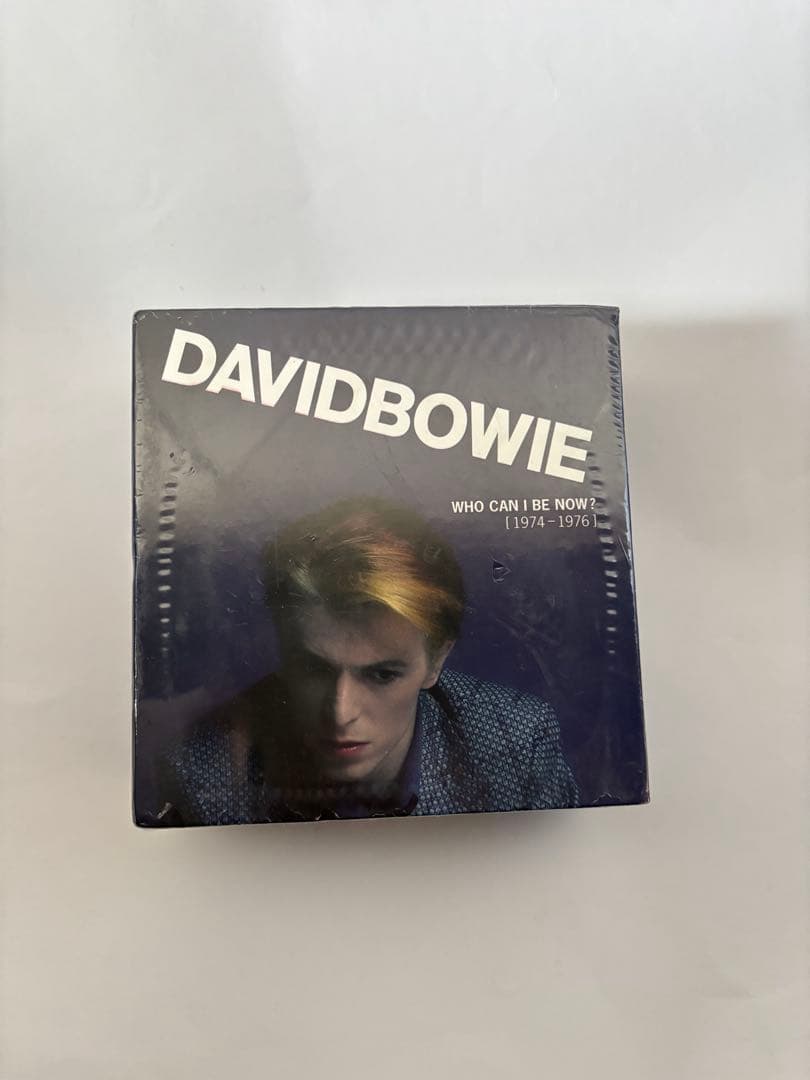 DAVIDBOWIE
WHO CAN I BE NOW?
[1974–1976]